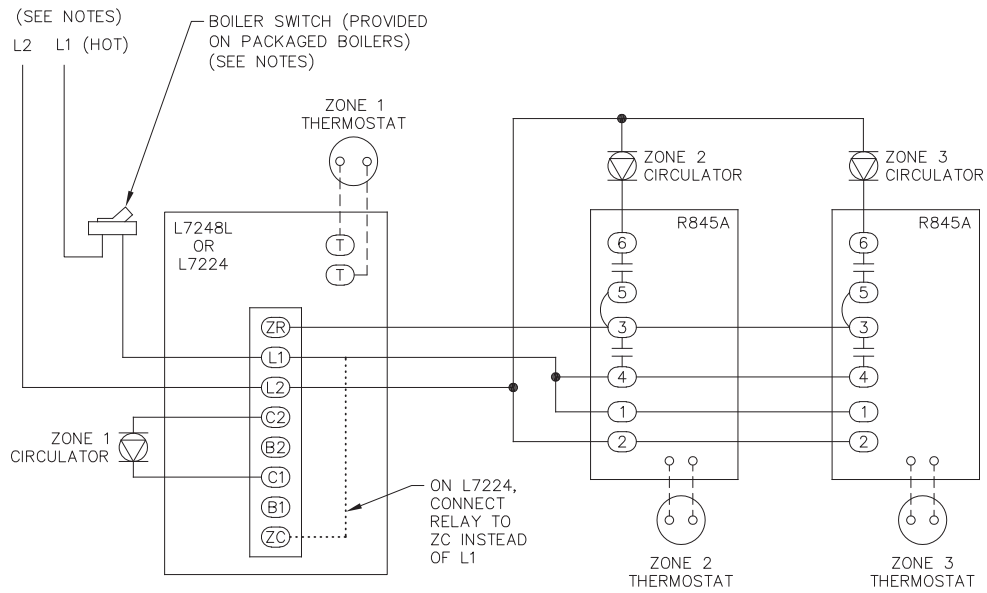 (SEE NOTES)
L2 L1 (HOT)
BOILER SWITCH (PROVIDED
ON PACKAGED BOILERS)
(SEE NOTES)
ZONE 1
THERMOSTAT
ZONE 2
CIRCULATOR
ZONE 3
CIRCULATOR
L7248L
OR
L7224
T
T
ZR
L1
L2
C2
B2
C1
B1
ZC
ZONE 1
CIRCULATOR
ON L7224,
CONNECT
RELAY TO
ZC INSTEAD
OF L1
R845A
6
5
3
4
1
2
ZONE 2
THERMOSTAT
R845A
6
5
3
4
1
2
ZONE 3
THERMOSTAT